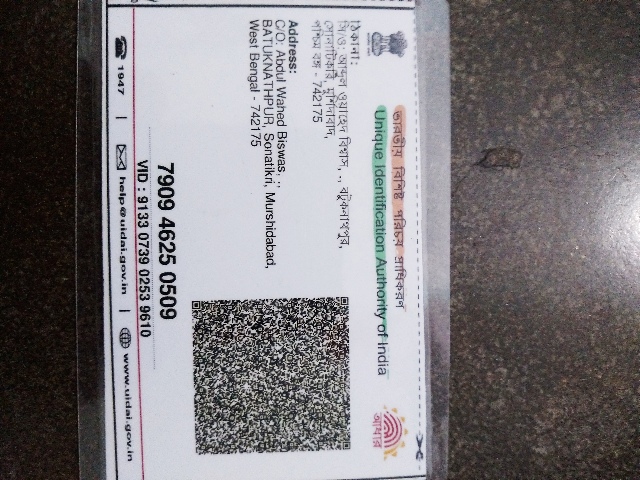 ভারতীয় বিশিষ্ট পরিচয় প্রাধিকরণ
Unique Identification Authority of India
আধার
ঠিকানা:
সি/ও: আব্দুল ওয়াহেদ বিশ্বাস, ., বটুকনাথপুর,
সোনাটিকরি, মুর্শিদাবাদ,
পশ্চিম বঙ্গ - 742175
Address:
C/O: Abdul Wahed Biswas, .,
BATUKNATHPUR, Sonatikri, Murshidabad,
West Bengal - 742175
7909 4625 0509
VID : 9133 0739 0253 9610
1947 | help@uidai.gov.in | www.uidai.gov.in